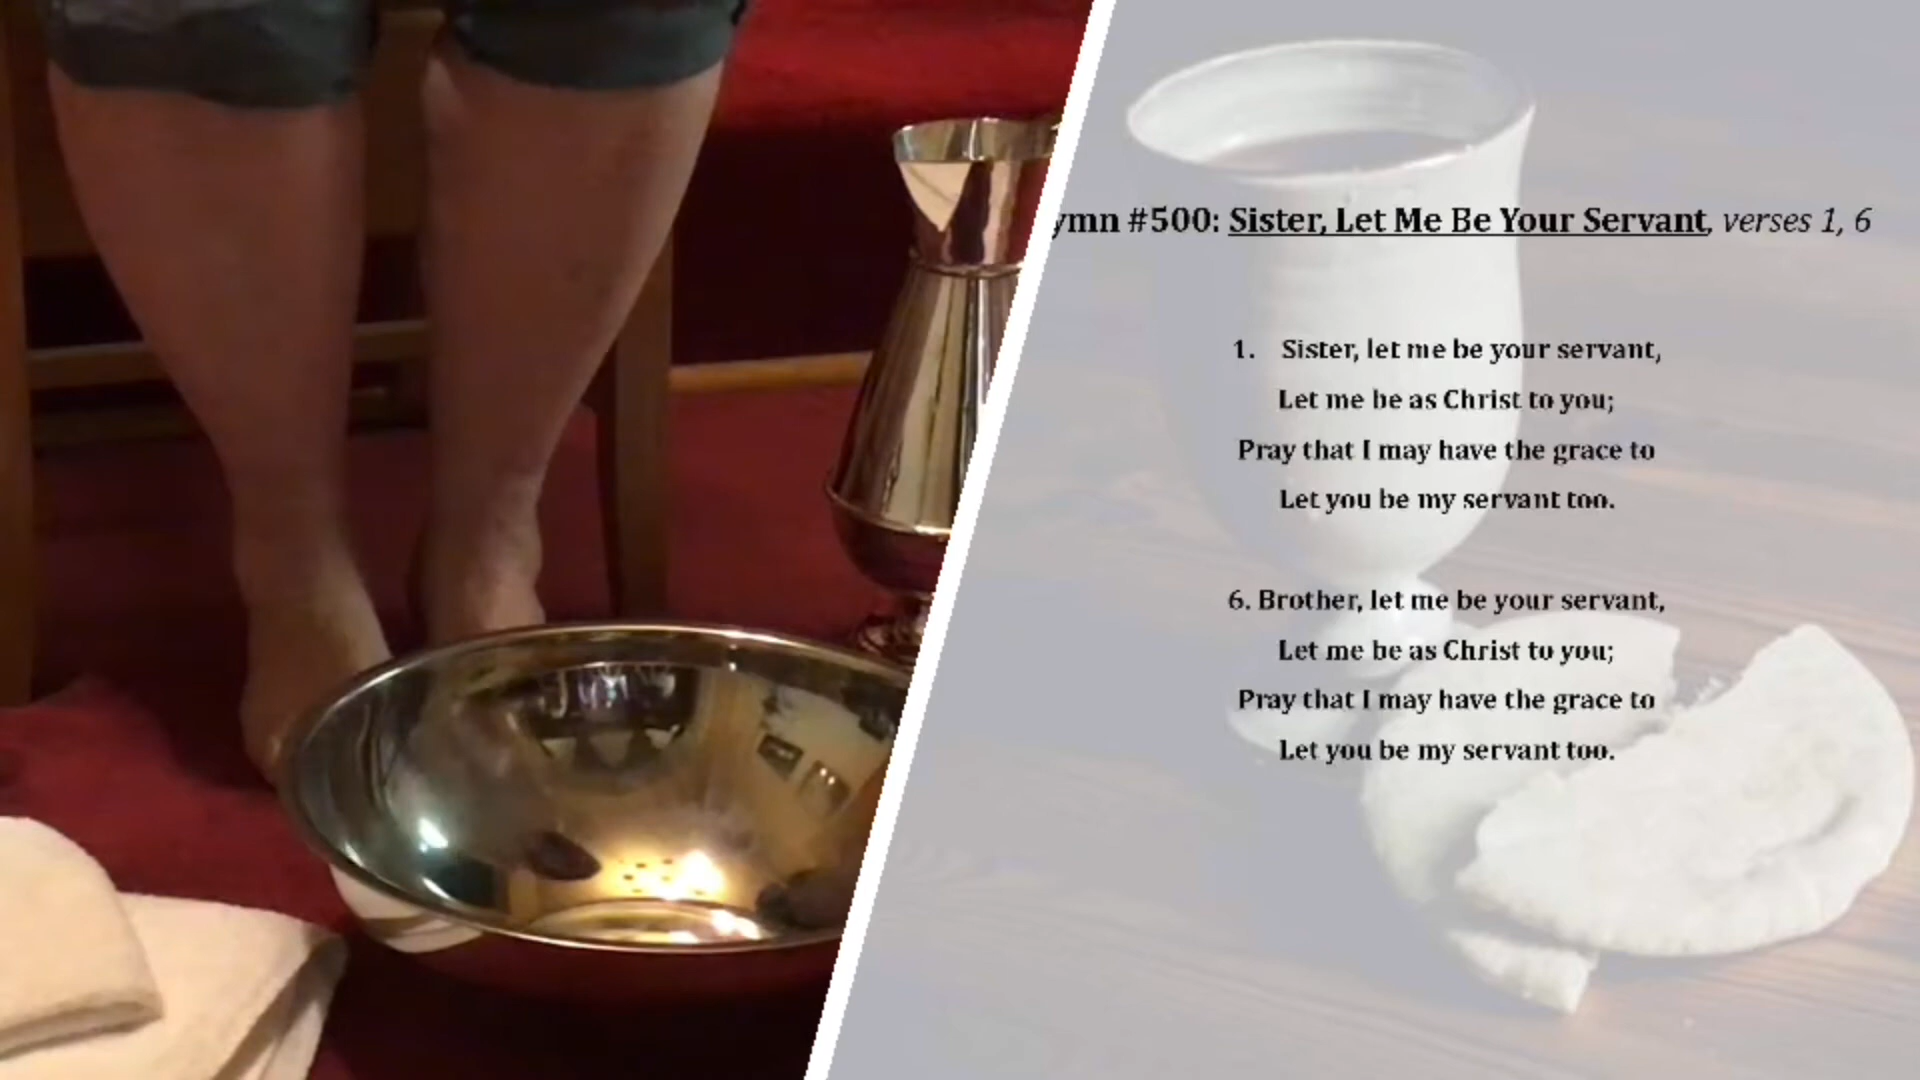 ymn #500: Sister, Let Me Be Your Servant, verses 1, 6
1. Sister, let me be your servant,
Let me be as Christ to you;
Pray that I may have the grace to
Let you be my servant too.
6. Brother, let me be your servant,
Let me be as Christ to you;
Pray that I may have the grace to
Let you be my servant too.